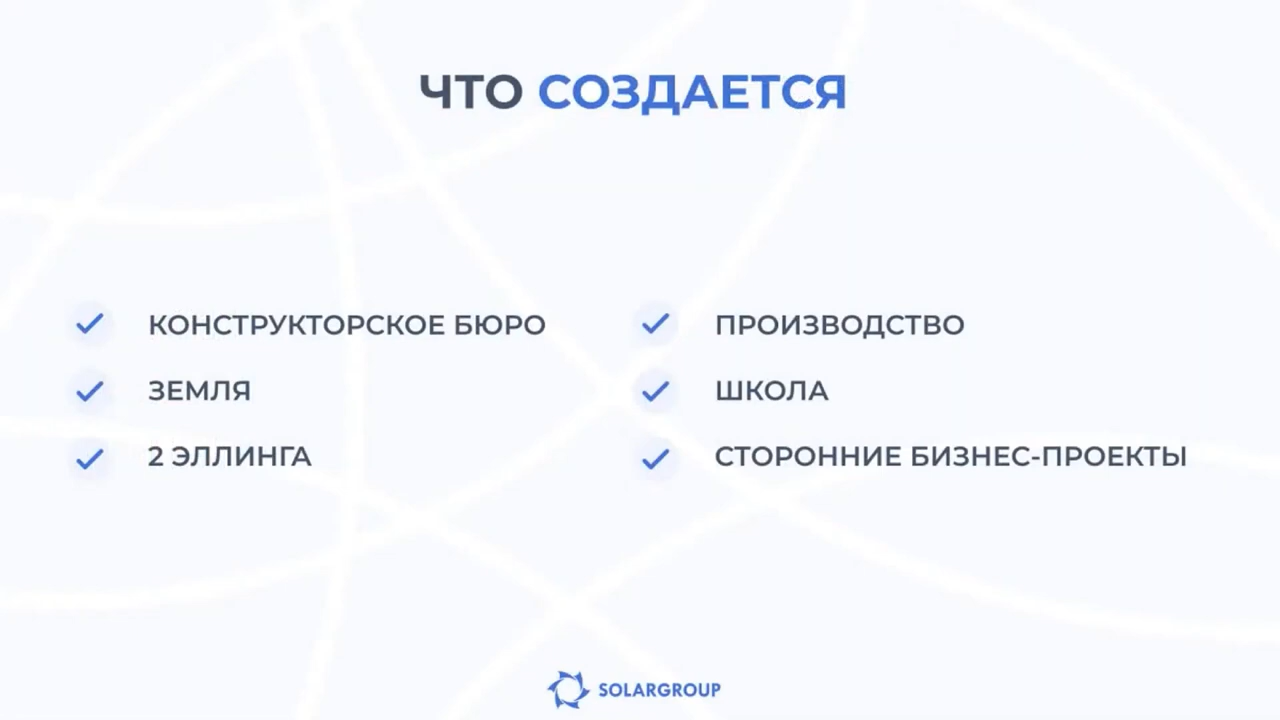 ЧТО СОЗДАЕТСЯ
КОНСТРУКТОРСКОЕ БЮРО
ЗЕМЛЯ
2 ЭЛЛИНГА
ПРОИЗВОДСТВО
ШКОЛА
СТОРОННИЕ БИЗНЕС-ПРОЕКТЫ
SOLARGROUP